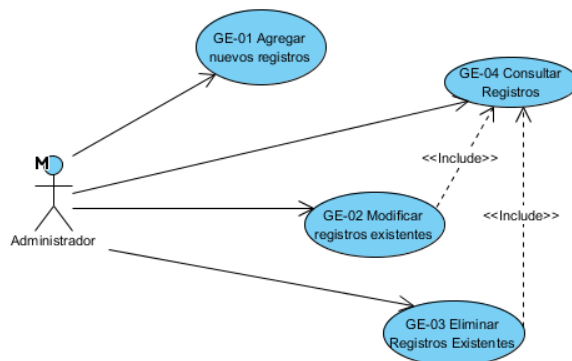 GE-01 Agregar
nuevos registros
GE-04 Consultar
Registros
<<Include>>
M
GE-02 Modificar
registros existentes
<<Include>>
Administrador
GE-03 Eliminar
Registros Existentes